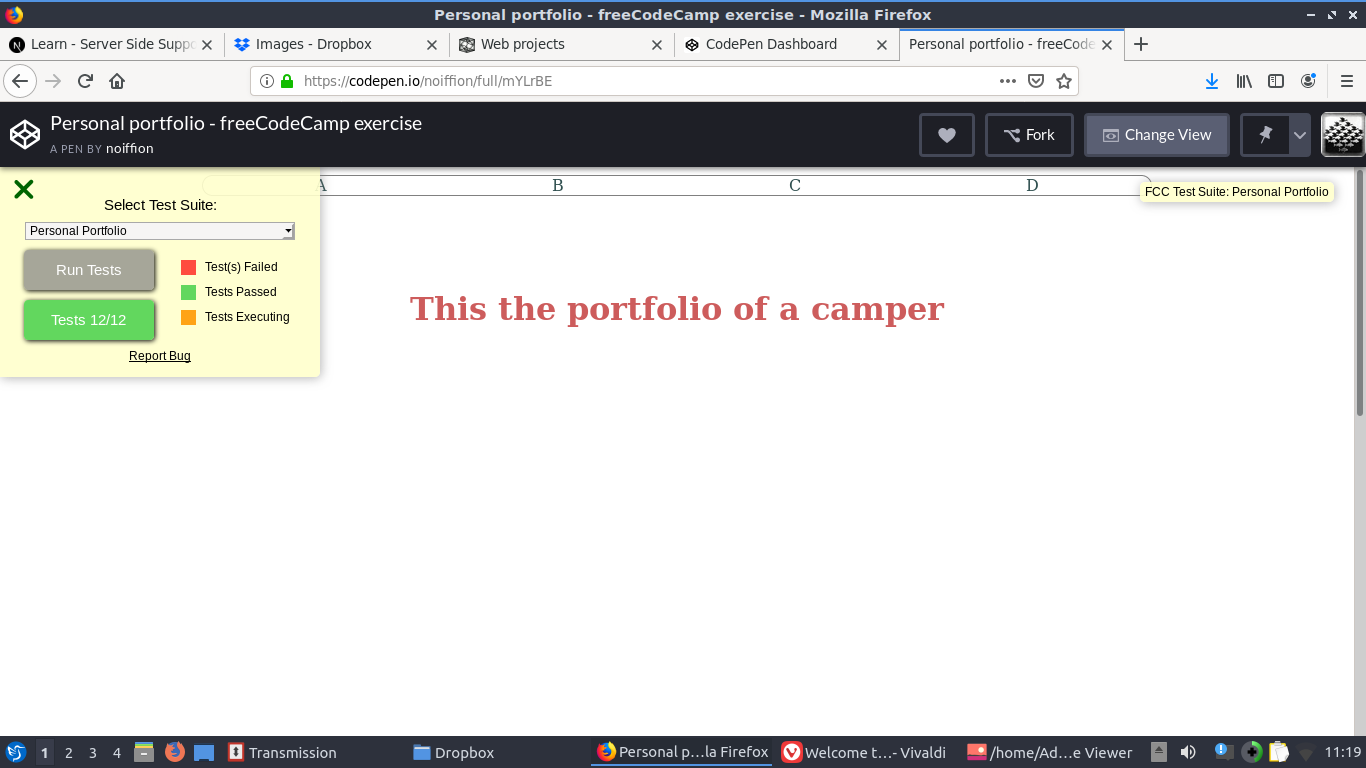 Personal portfolio - freeCodeCamp exercise - Mozilla Firefox
Learn - Server Side Suppo
Images - Dropbox
Web projects
CodePen Dashboard
Personal portfolio - freeCode
https://codepen.io/noiffion/full/mYLrBE
Personal portfolio - freeCodeCamp exercise
A PEN BY noiffion
Fork
Change View
A
B
C
D
FCC Test Suite: Personal Portfolio
Select Test Suite:
Personal Portfolio
Run Tests
Test(s) Failed
Tests Passed
Tests 12/12
Tests Executing
Report Bug
This the portfolio of a camper
1 2 3 4
Transmission
Dropbox
Personal p…la Firefox
Welcome t…- Vivaldi
/home/Ad…e Viewer
11:19